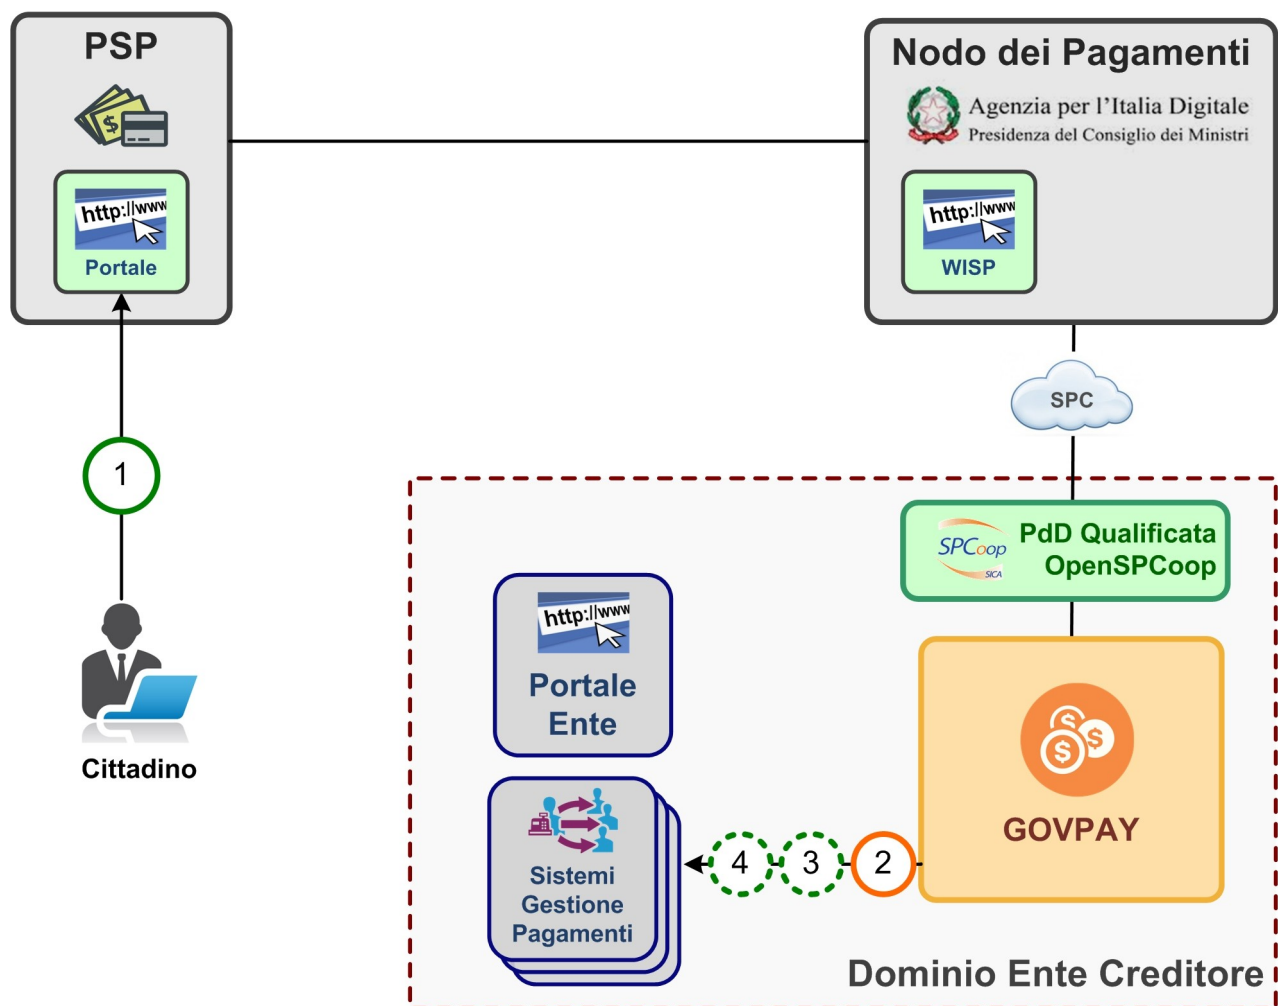 PSP
$
http://www
Portale
Nodo dei Pagamenti
Agenzia per l'Italia Digitale
Presidenza del Consiglio dei Ministri
http://www
WISP
SPC
1
Cittadino
PdD Qualificata
OpenSPCoop
SPCoop
SICA
http://www
Portale
Ente
$
$
$
GOVPAY
Sistemi
Gestione
Pagamenti
4
3
2
Dominio Ente Creditore